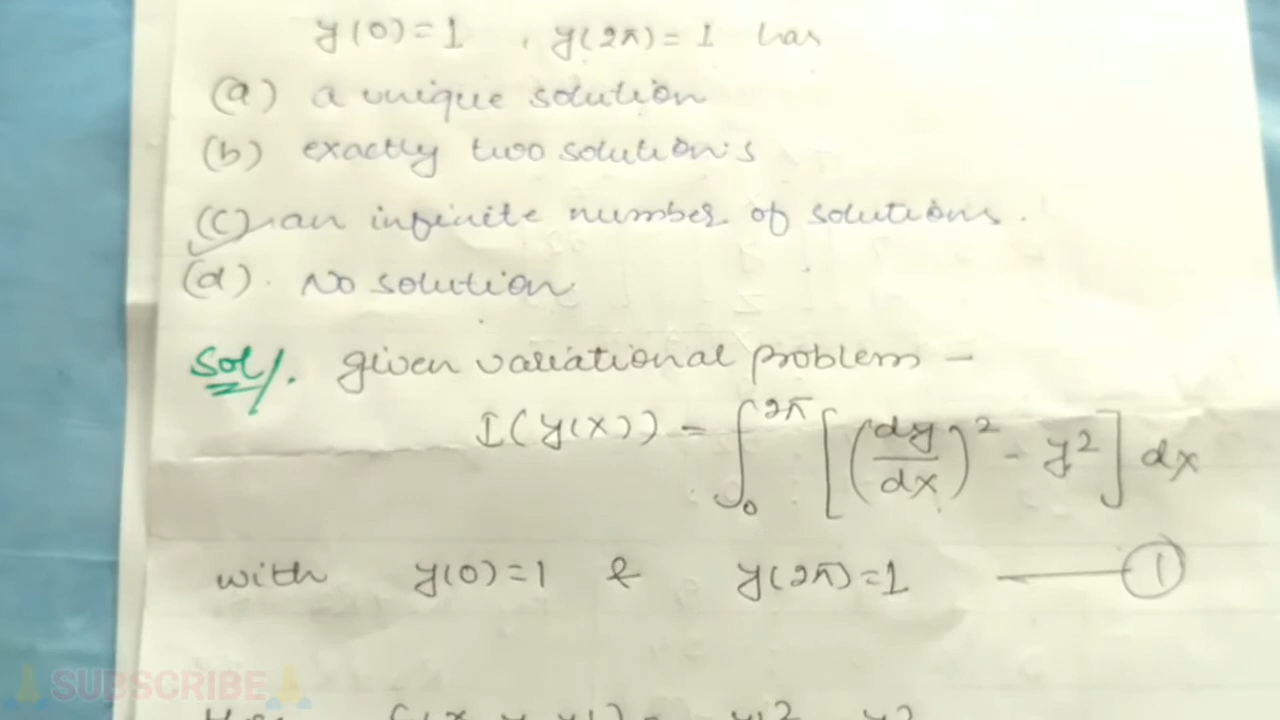 y(0)=1 , y(2π)=1 has
(a) a unique solution
(b) exactly two solution's
(c) an infinite number of solutions.
(d). No solution
Sol/. given variational problem -
I(y(x)) = ∫₀^2π [(dy/dx)² - y²] dx
with y(0)=1 & y(2π)=1 ——— ①
SUBSCRIBE